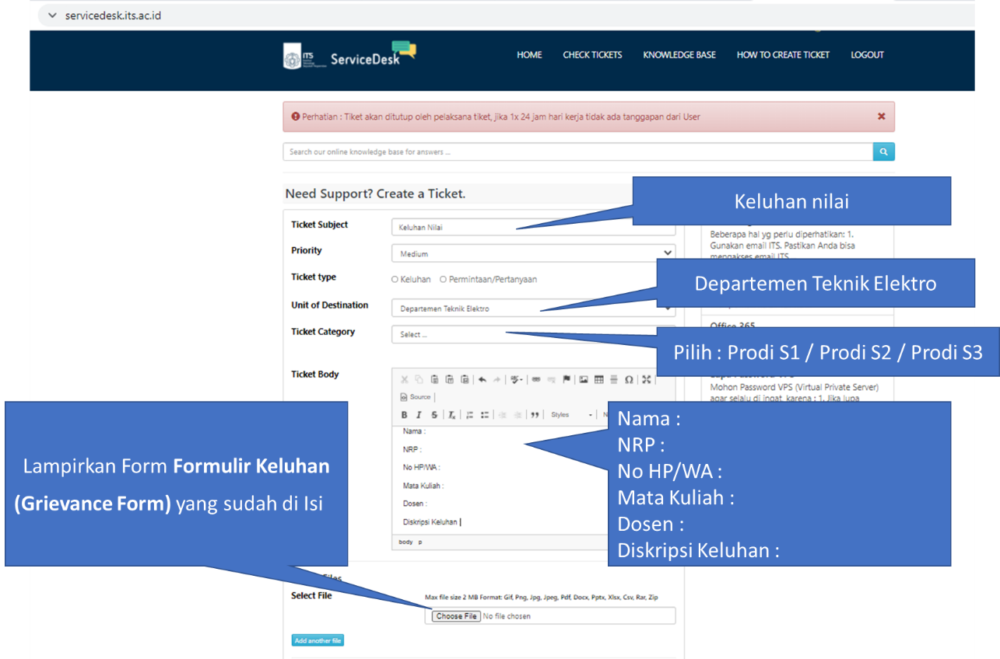 servicedesk.its.ac.id
ITS
ServiceDesk
HOME
CHECK TICKETS
KNOWLEDGE BASE
HOW TO CREATE TICKET
LOGOUT
Perhatian : Tiket akan ditutup oleh pelaksana tiket, jika 1x 24 jam hari kerja tidak ada tanggapan dari User
Search our online knowledge base for answers ...
Need Support? Create a Ticket.
Keluhan nilai
Ticket Subject
Keluhan Nilai
Beberapa hal yg perlu diperhatikan: 1.
Gunakan email ITS. Pastikan Anda bisa
mengakses email ITS
Priority
Medium
Ticket type
Keluhan
Permintaan/Pertanyaan
Departemen Teknik Elektro
Unit of Destination
Departemen Teknik Elektro
Office 365
Ticket Category
Select ...
Pilih : Prodi S1 / Prodi S2 / Prodi S3
Mohon Password VPS (Virtual Private Server)
agar selalu di ingat, karena : 1. Jika lupa
Ticket Body
Source
Styles
Nama :
NRP :
No HP/WA :
Mata Kuliah :
Dosen :
Diskripsi Keluhan
body p
Nama :
NRP :
No HP/WA :
Mata Kuliah :
Dosen :
Diskripsi Keluhan :
Lampirkan Form Formulir Keluhan
(Grievance Form) yang sudah di Isi
Select File
Max file size 2 MB Format: Gif, Png, Jpg, Jpeg, Pdf, Docx, Pptx, Xlsx, Csv, Rar, Zip
Choose File No file chosen
Add another file